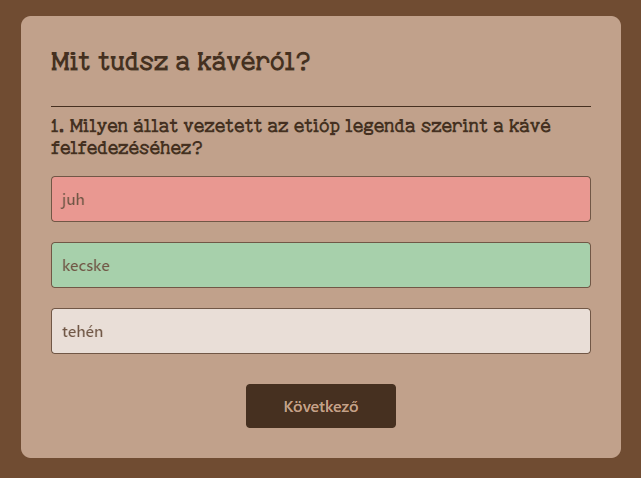 Mit tudsz a kávéról?
1. Milyen állat vezetett az etióp legenda szerint a kávé
felfedezéséhez?
juh
kecske
tehén
Következő